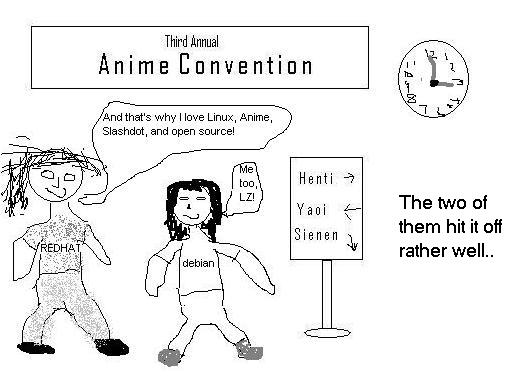 Third Annual
Anime Convention
And that's why I love Linux, Anime,
Slashdot, and open source!
Me
too,
LZ!
REDHAT
debian
Henti
Yaoi
Sienen
The two of
them hit it off
rather well..